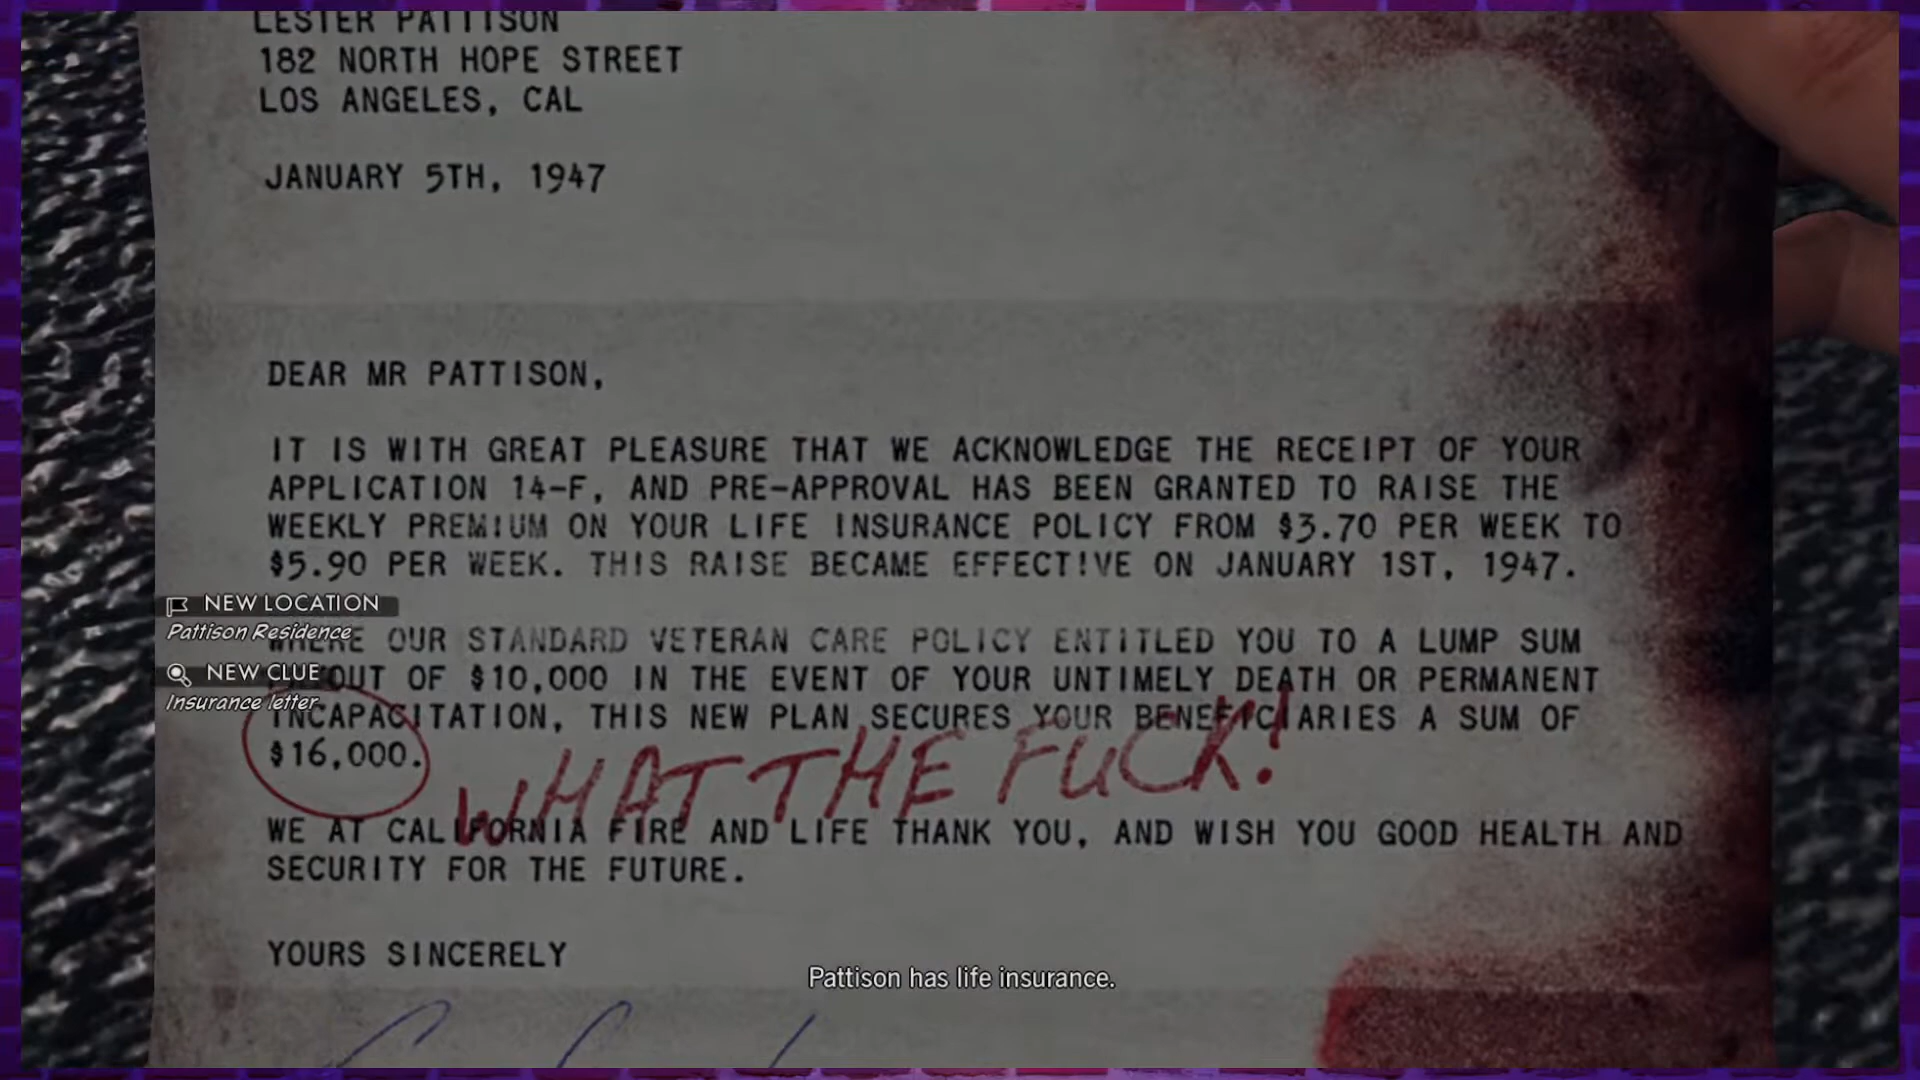 LESTER PATTISON
182 NORTH HOPE STREET
LOS ANGELES, CAL
JANUARY 5TH, 1947
DEAR MR PATTISON,
IT IS WITH GREAT PLEASURE THAT WE ACKNOWLEDGE THE RECEIPT OF YOUR
APPLICATION 14-F, AND PRE-APPROVAL HAS BEEN GRANTED TO RAISE THE
WEEKLY PREMIUM ON YOUR LIFE INSURANCE POLICY FROM $3.70 PER WEEK TO
$5.90 PER WEEK. THIS RAISE BECAME EFFECTIVE ON JANUARY 1ST, 1947.
NEW LOCATION
Pattison Residence
NEW CLUE
Insurance letter
WHERE OUR STANDARD VETERAN CARE POLICY ENTITLED YOU TO A LUMP SUM
OUT OF $10,000 IN THE EVENT OF YOUR UNTIMELY DEATH OR PERMANENT
INCAPACITATION, THIS NEW PLAN SECURES YOUR BENEFICIARIES A SUM OF
$16,000.
WHAT THE FUCK!
WE AT CALIFORNIA FIRE AND LIFE THANK YOU, AND WISH YOU GOOD HEALTH AND
SECURITY FOR THE FUTURE.
YOURS SINCERELY
Pattison has life insurance.